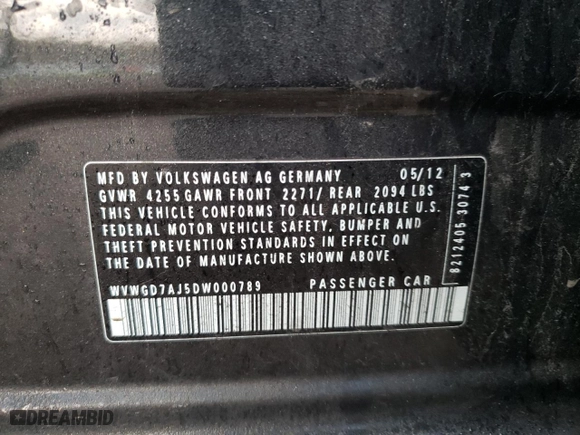 MFD BY VOLKSWAGEN AG GERMANY 05/12
GVWR 4255 GAWR FRONT 2271/ REAR 2094 LBS
THIS VEHICLE CONFORMS TO ALL APPLICABLE U.S.
FEDERAL MOTOR VEHICLE SAFETY, BUMPER AND
THEFT PREVENTION STANDARDS IN EFFECT ON
THE DATE OF MANUFACTURE SHOWN ABOVE.
WVWGD7AJ5DW000789 PASSENGER CAR
8212405 3074 3
DREAMBID